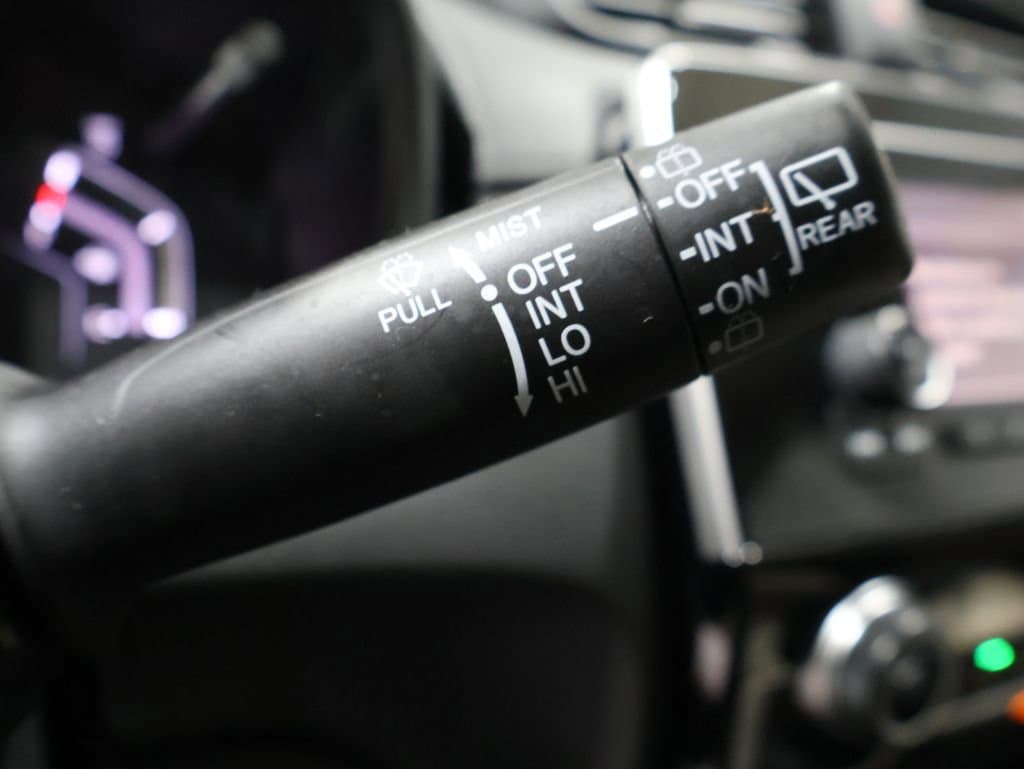 PULL
MIST
OFF
INT
LO
HI
-OFF
-INT
-ON
REAR